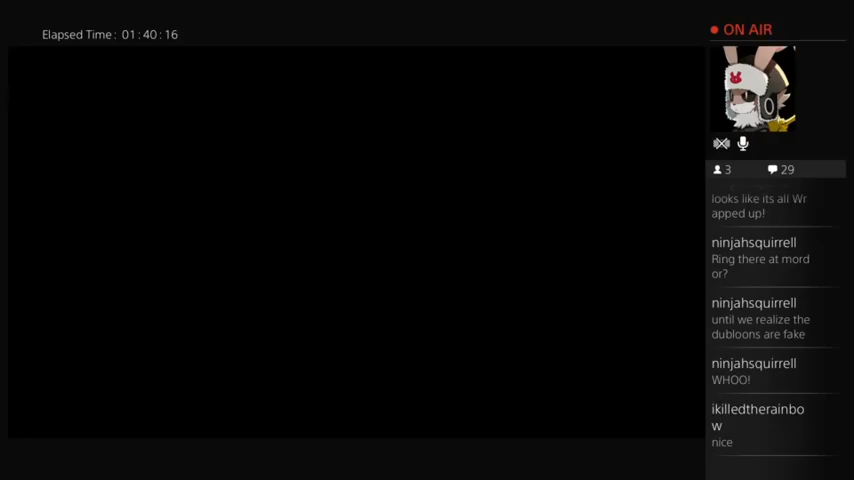 Elapsed Time: 01:40:16
ON AIR
3 29
looks like its all Wr
apped up!
ninjahsquirrell
Ring there at mord
or?
ninjahsquirrell
until we realize the
dubloons are fake
ninjahsquirrell
WHOO!
ikilledtherainbo
w
nice